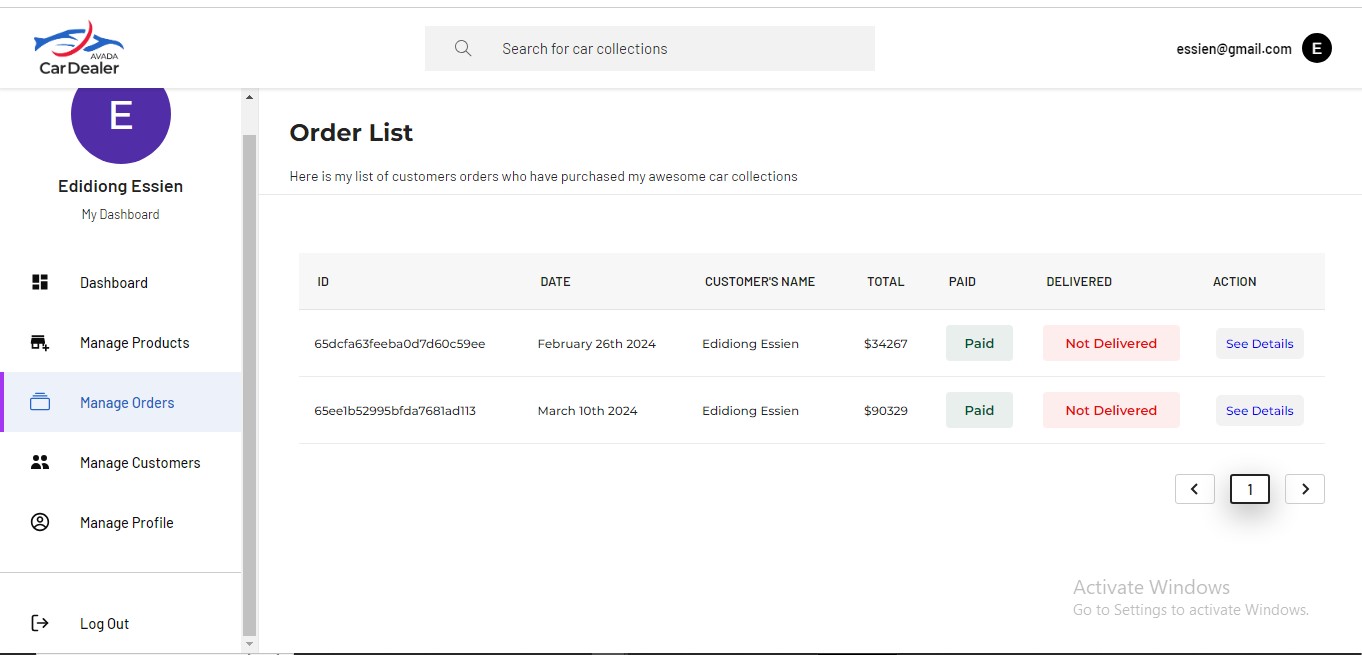 AVADA
CarDealer
Search for car collections
essien@gmail.com
E
E
Edidiong Essien
My Dashboard
Dashboard
Manage Products
Manage Orders
Manage Customers
Manage Profile
Log Out
Order List
Here is my list of customers orders who have purchased my awesome car collections
ID DATE CUSTOMER'S NAME TOTAL PAID DELIVERED ACTION
65dcfa63feeba0d7d60c59ee February 26th 2024 Edidiong Essien $34267 Paid Not Delivered See Details
65ee1b52995bfda7681ad113 March 10th 2024 Edidiong Essien $90329 Paid Not Delivered See Details
1
Activate Windows
Go to Settings to activate Windows.